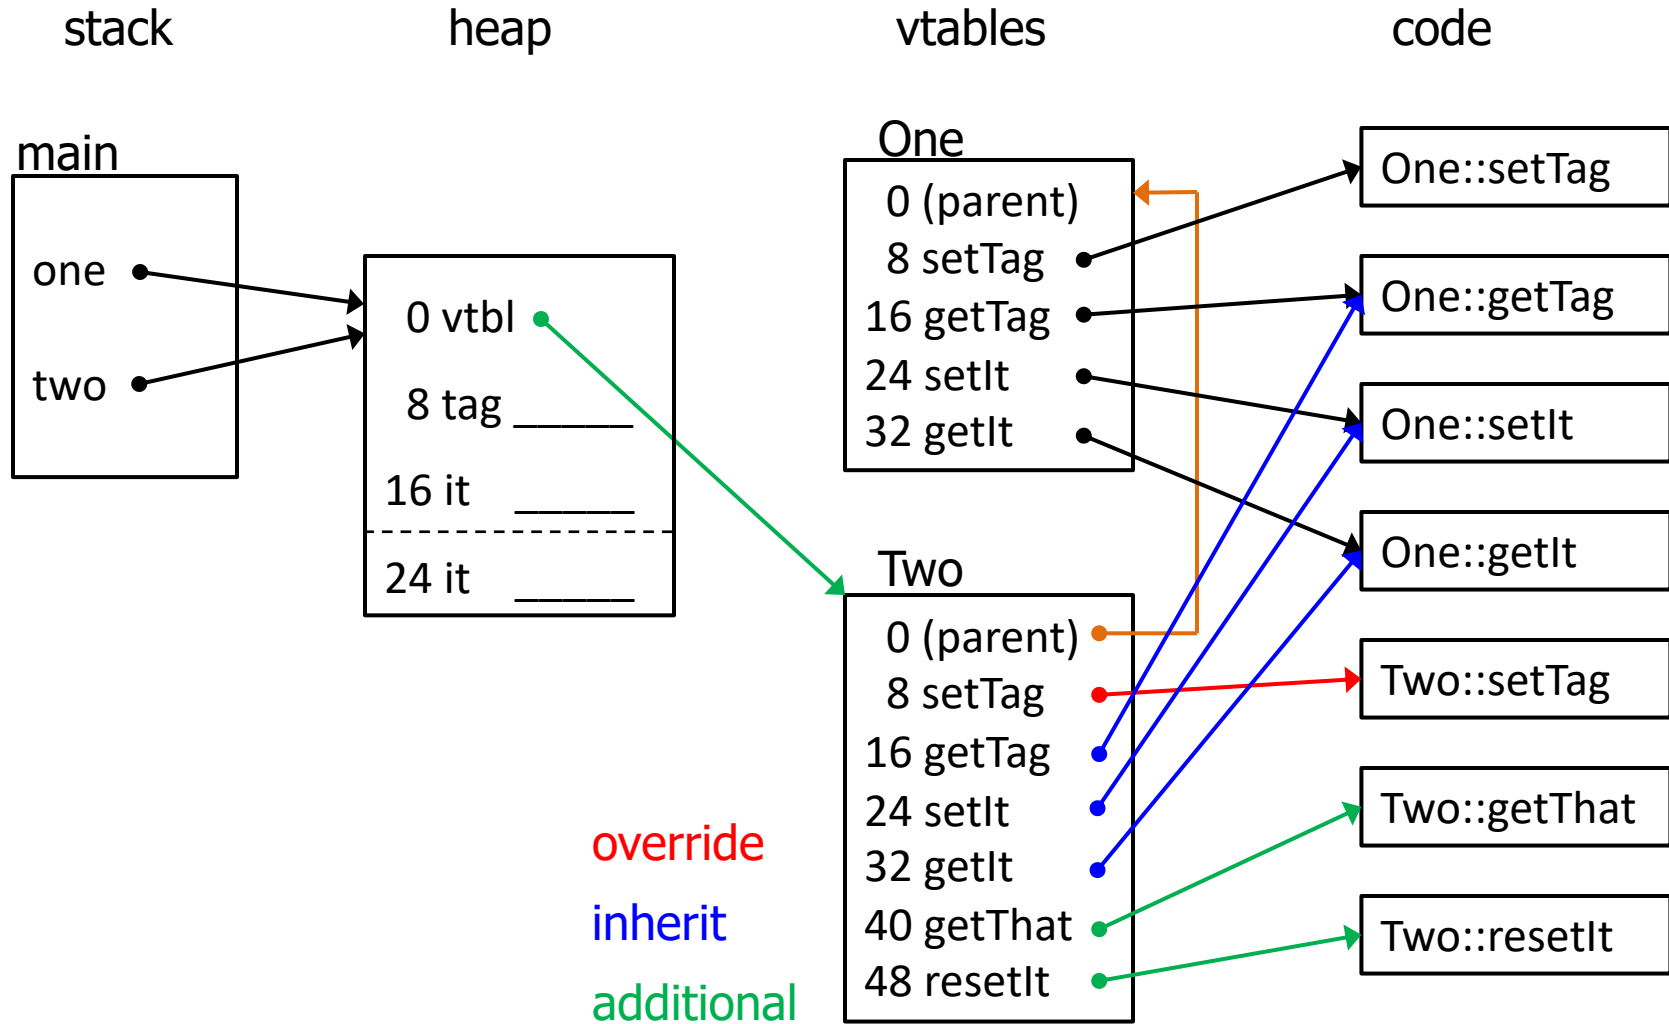 stack heap vtables code
main
one
two
0 vtbl
8 tag ______
16 it ______
24 it ______
One
0 (parent)
8 setTag
16 getTag
24 setIt
32 getIt
Two
0 (parent)
8 setTag
16 getTag
24 setIt
32 getIt
40 getThat
48 resetIt
One::setTag
One::getTag
One::setIt
One::getIt
Two::setTag
Two::getThat
Two::resetIt
override
inherit
additional